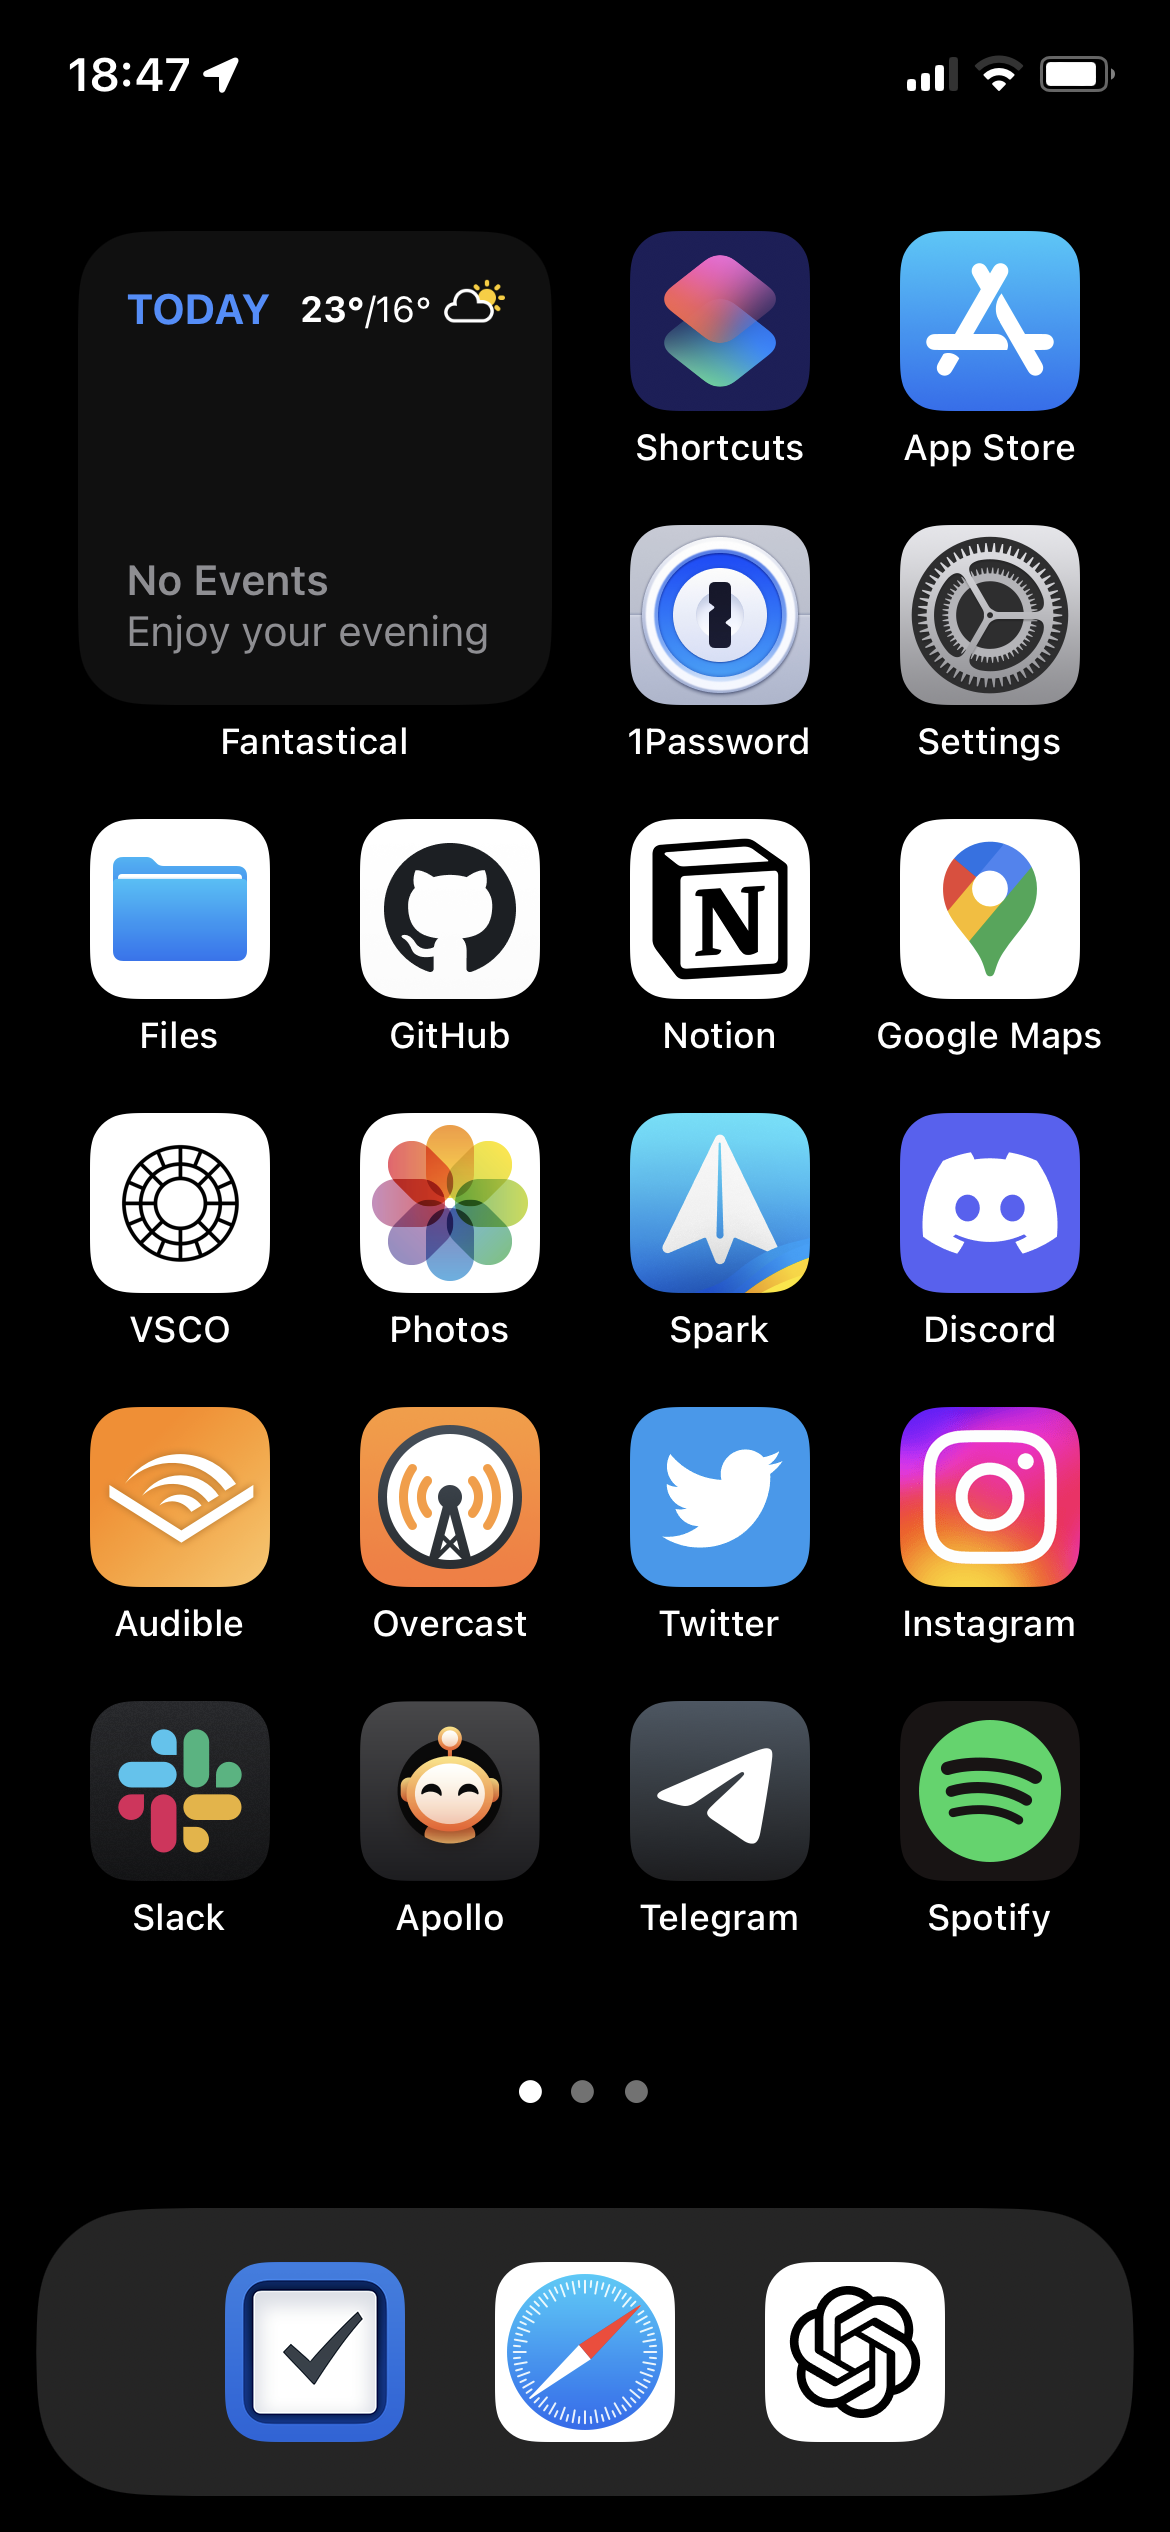 18:47
TODAY 23°/16°
No Events
Enjoy your evening
Fantastical
Shortcuts App Store
1Password Settings
N
Files GitHub Notion Google Maps
VSCO Photos Spark Discord
Audible Overcast Twitter Instagram
Slack Apollo Telegram Spotify